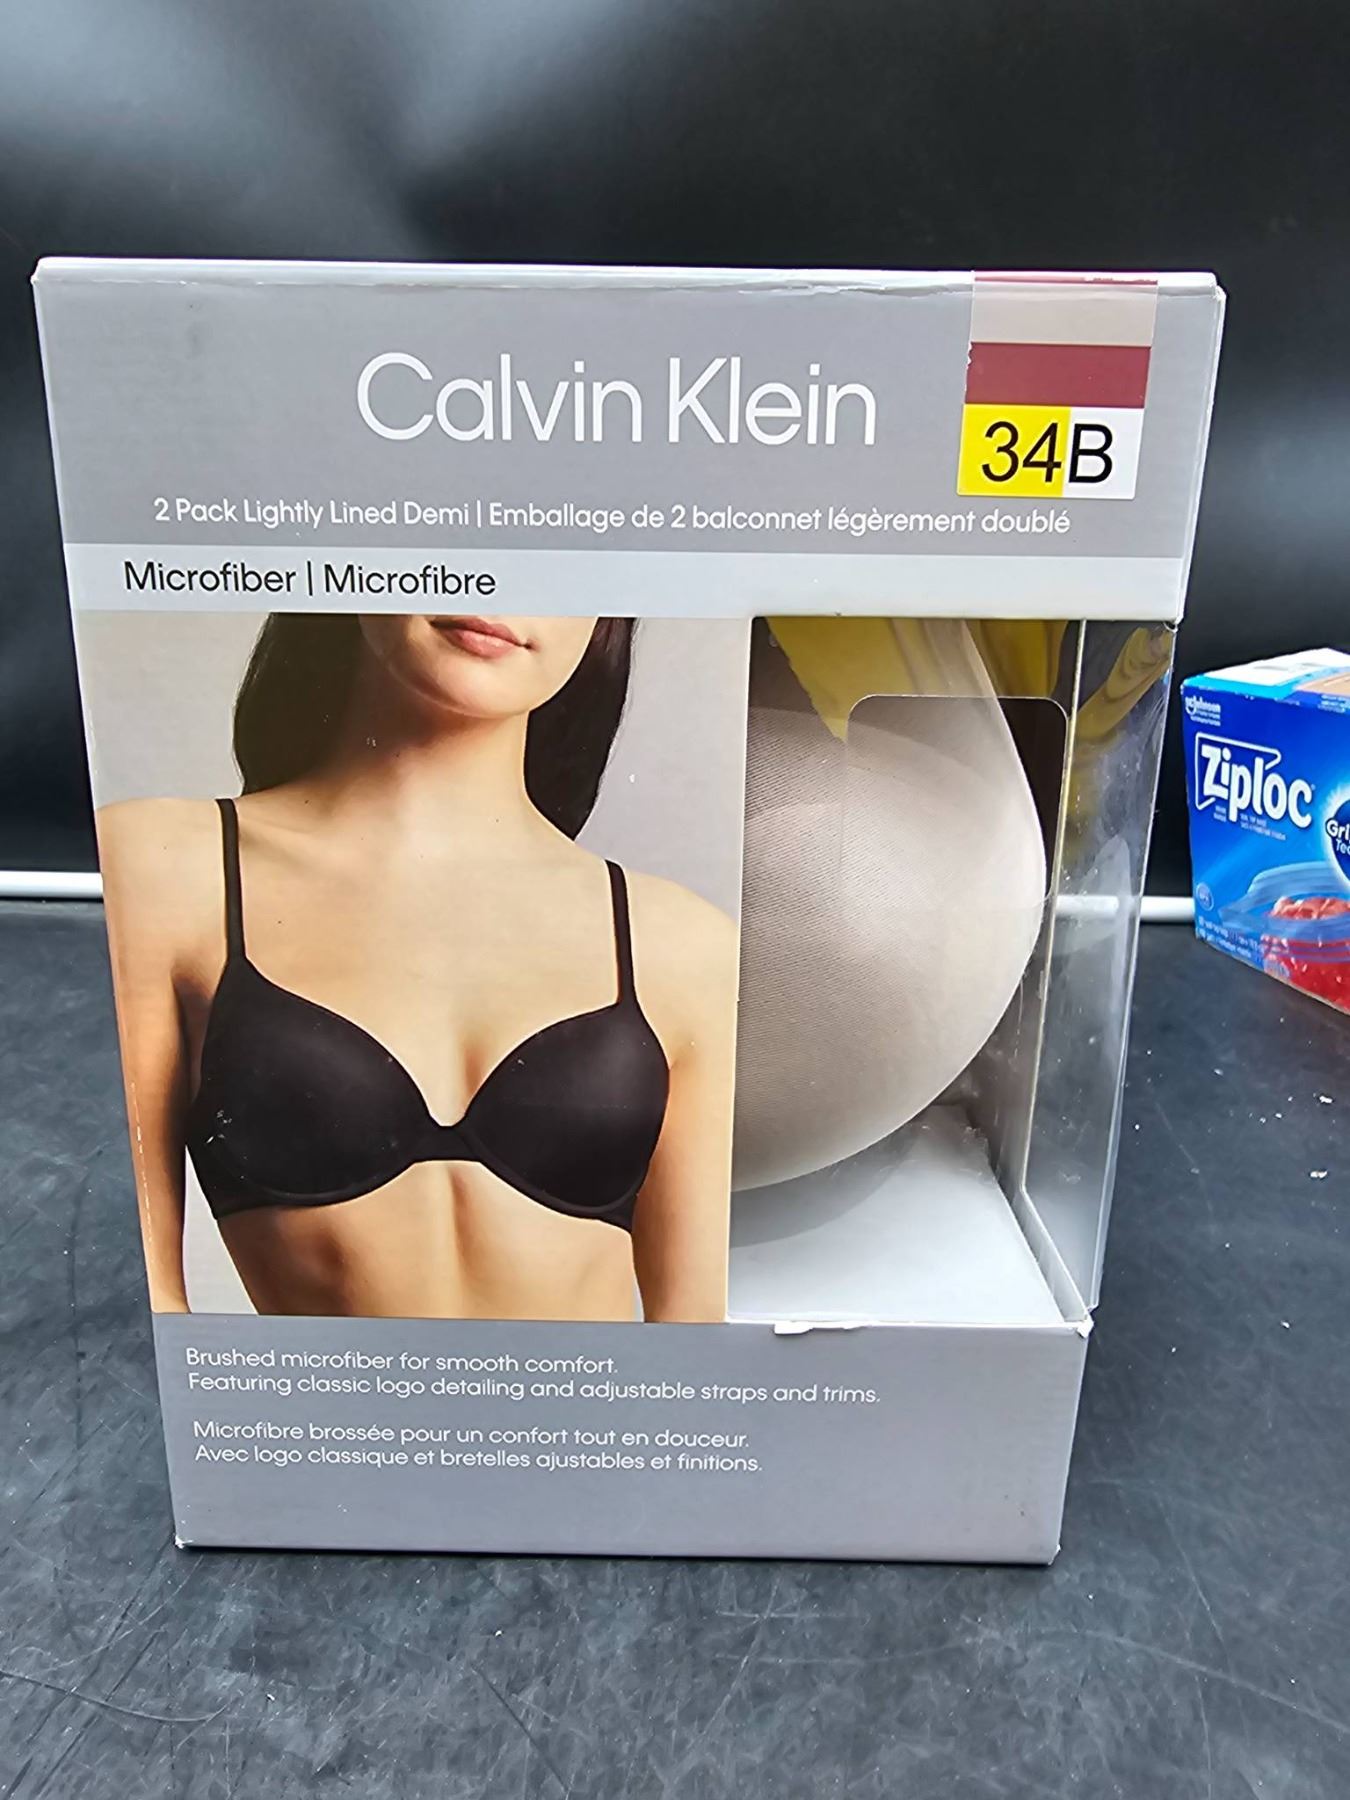 Calvin Klein
34B
2 Pack Lightly Lined Demi | Emballage de 2 balconnet légèrement doublé
Microfiber | Microfibre
Ziploc
Brushed microfiber for smooth comfort.
Featuring classic logo detailing and adjustable straps and trims.
Microfibre brossée pour un confort tout en douceur.
Avec logo classique et bretelles ajustables et finitions.